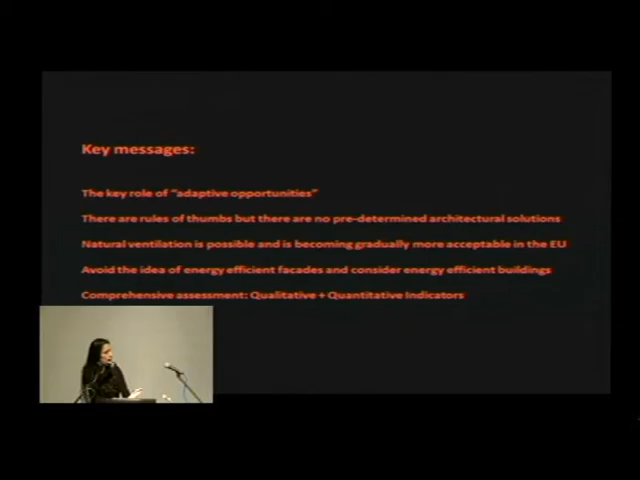 Key messages:
The key role of "adaptive opportunities"
There are rules of thumbs but there are no pre-determined architectural solutions
Natural ventilation is possible and is becoming gradually more acceptable in the EU
Avoid the idea of energy efficient facades and consider energy efficient buildings
Comprehensive assessment: Qualitative + Quantitative Indicators